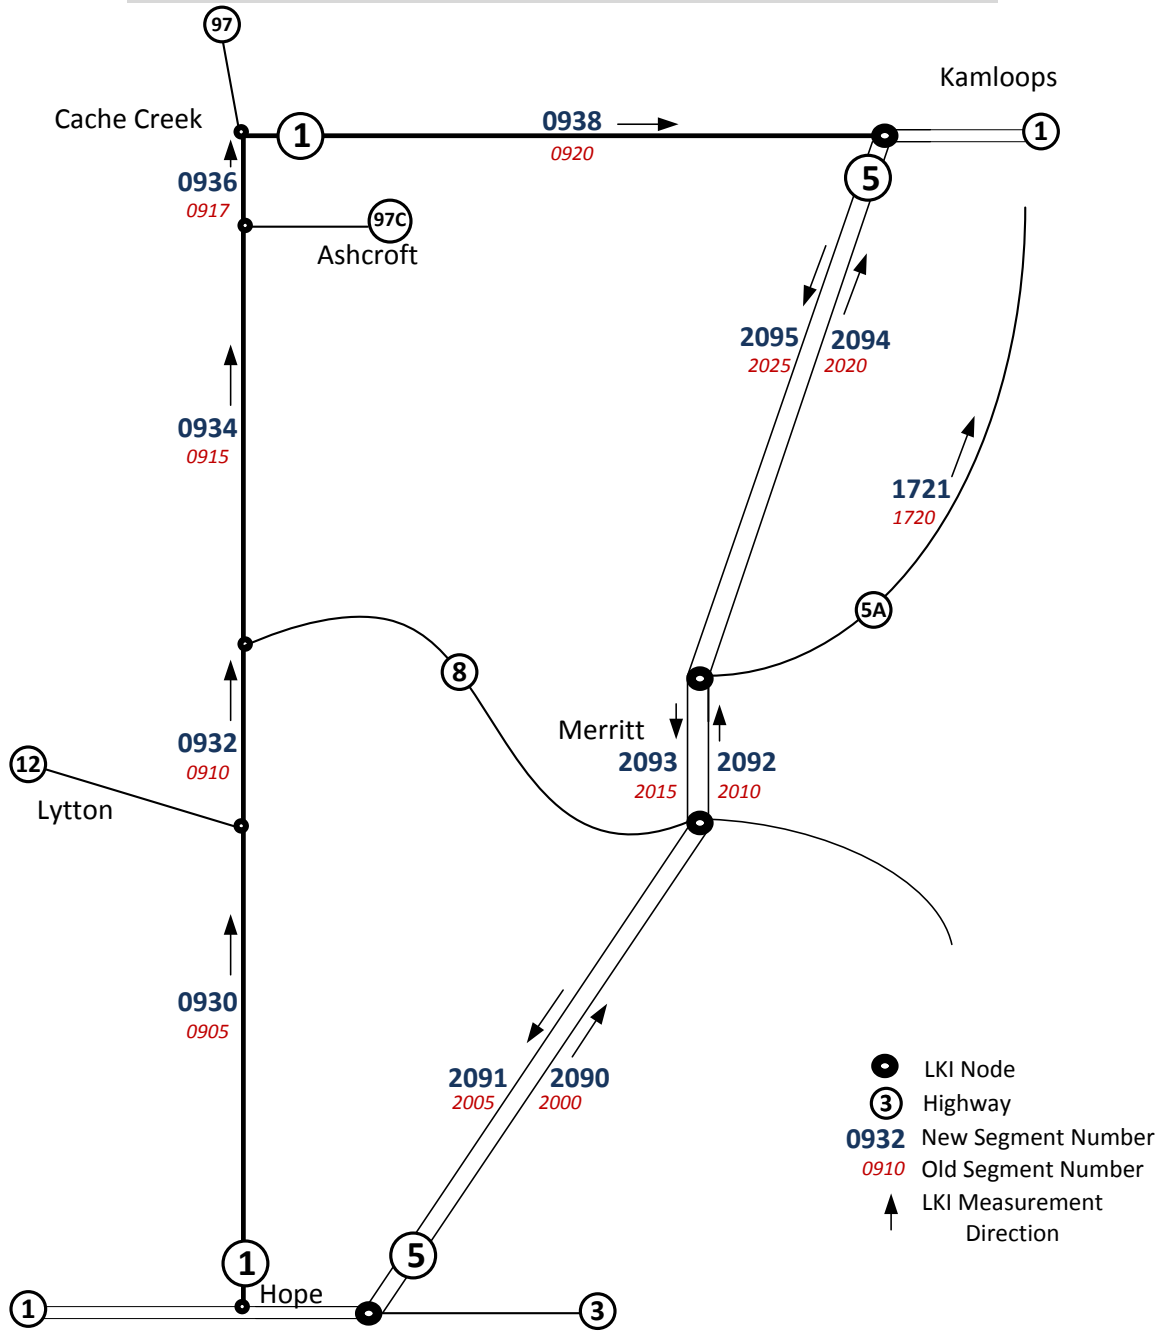 97
Kamloops
Cache Creek
1
0938
1
0920
5
0936
0917
97C
Ashcroft
2095
2094
2025
2020
0934
0915
1721
1720
5A
8
Merritt
0932
2093
2092
12
0910
2015
2010
Lytton
0930
0905
2091
2090
2005
2000
LKI Node
3
Highway
0932
New Segment Number
0910
Old Segment Number
LKI Measurement
Direction
1
5
Hope
1
3